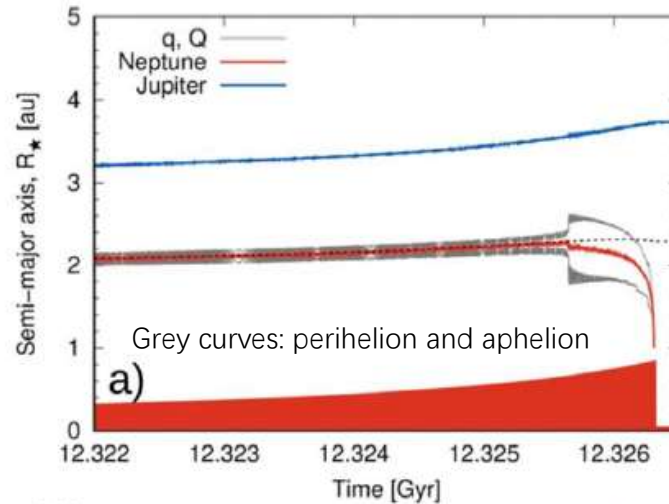 5
q, Q
Neptune
Jupiter
4
3
2
1
0
Semi-major axis, R★ [au]
Grey curves: perihelion and aphelion
a)
12.322 12.323 12.324 12.325 12.326
Time [Gyr]